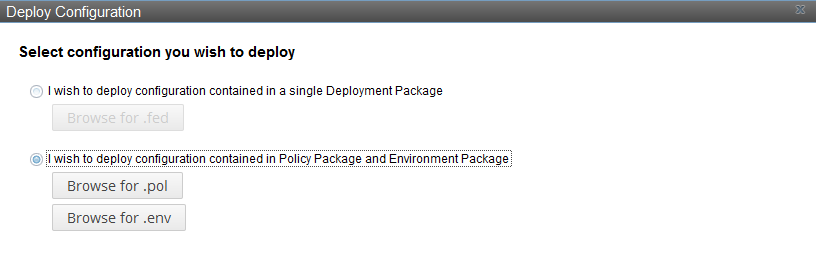 Deploy Configuration
Select configuration you wish to deploy
I wish to deploy configuration contained in a single Deployment Package
Browse for .fed
I wish to deploy configuration contained in Policy Package and Environment Package
Browse for .pol
Browse for .env